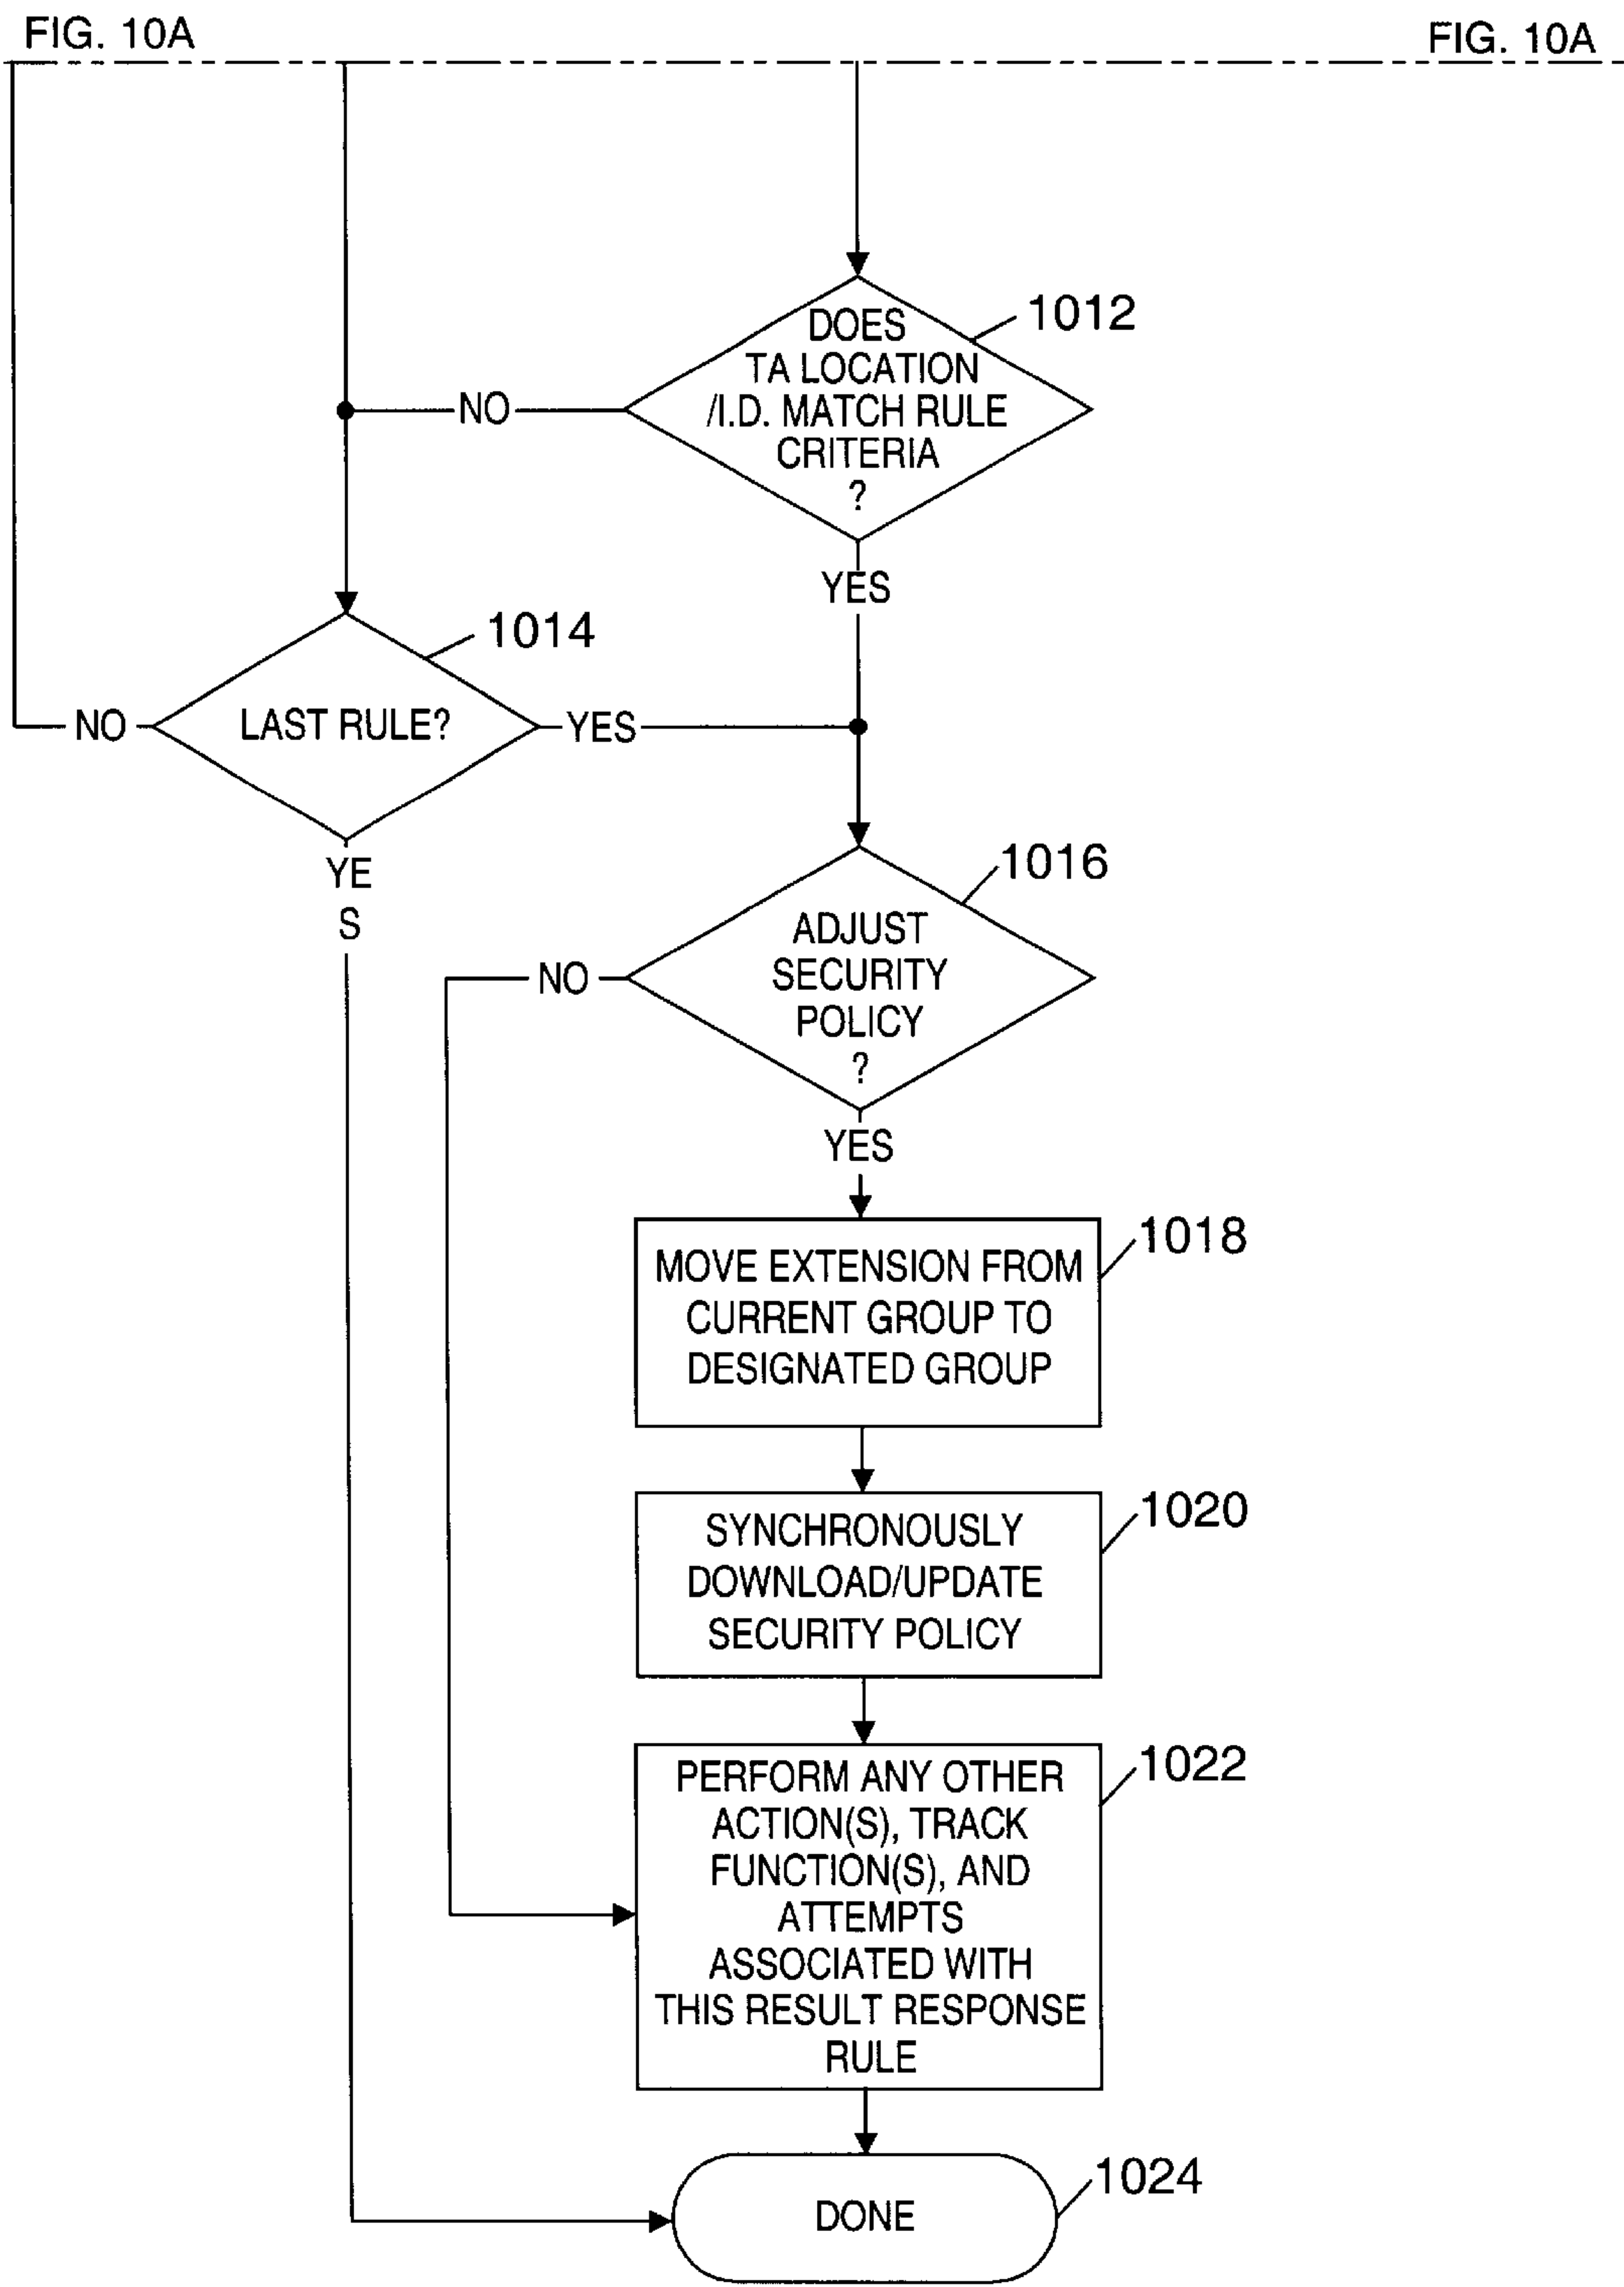 FIG. 10A
FIG. 10A
DOES
TA LOCATION
/I.D. MATCH RULE
CRITERIA
?
1012
NO
YES
1014
LAST RULE?
NO
YES
YE
S
1016
ADJUST
SECURITY
POLICY
?
NO
YES
1018
MOVE EXTENSION FROM
CURRENT GROUP TO
DESIGNATED GROUP
1020
SYNCHRONOUSLY
DOWNLOAD/UPDATE
SECURITY POLICY
1022
PERFORM ANY OTHER
ACTION(S), TRACK
FUNCTION(S), AND
ATTEMPTS
ASSOCIATED WITH
THIS RESULT RESPONSE
RULE
1024
DONE